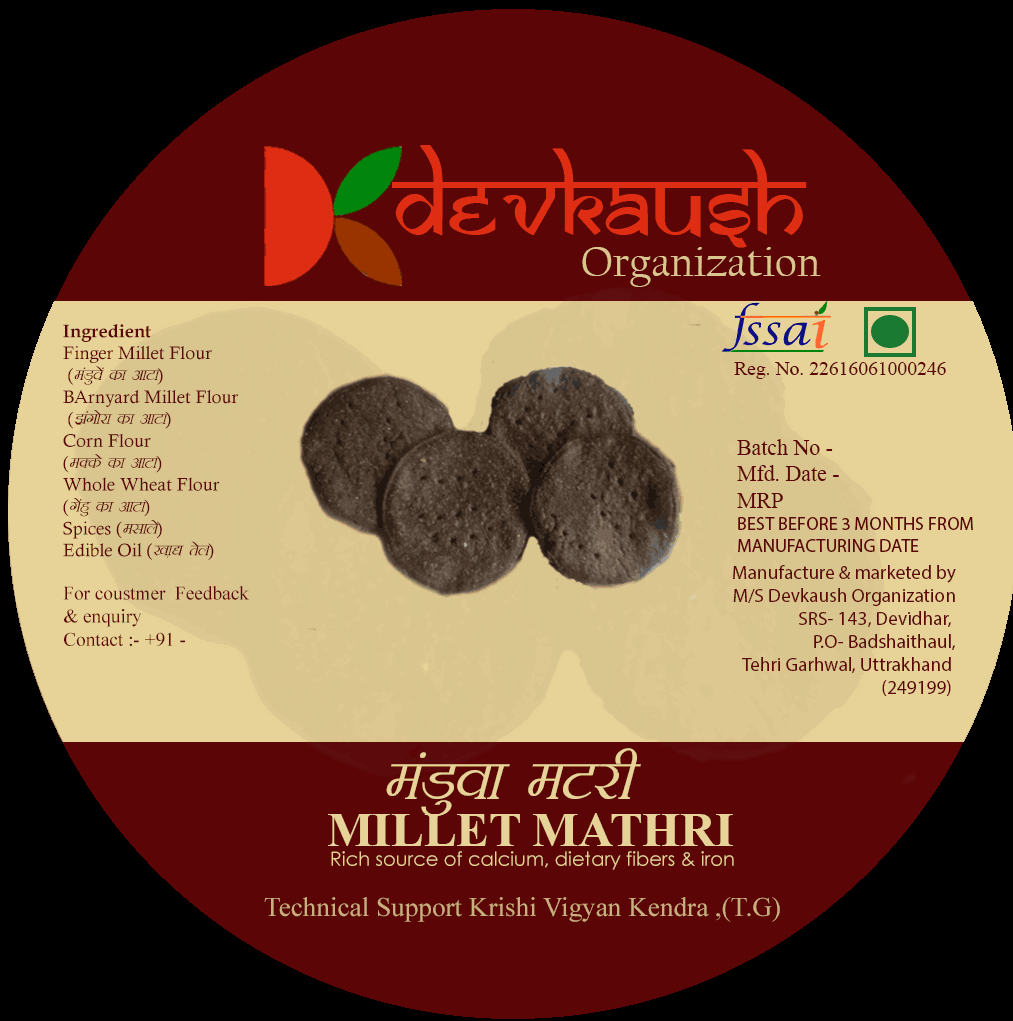 devkaush
Organization
Ingredient
Finger Millet Flour
(मंडुवें का आटा)
BArnyard Millet Flour
(झंगोरा का आटा)
Corn Flour
(मक्के का आटा)
Whole Wheat Flour
(गेंहु का आटा)
Spices (मसाले)
Edible Oil (खाद्य तेल)
For coustmer Feedback
& enquiry
Contact :- +91 -
fssai
Reg. No. 22616061000246
Batch No -
Mfd. Date -
MRP
BEST BEFORE 3 MONTHS FROM
MANUFACTURING DATE
Manufacture & marketed by
M/S Devkaush Organization
SRS- 143, Devidhar,
P.O- Badshaithaul,
Tehri Garhwal, Uttrakhand
(249199)
मंडुवा मटरी
MILLET MATHRI
Rich source of calcium, dietary fibers & iron
Technical Support Krishi Vigyan Kendra ,(T.G)